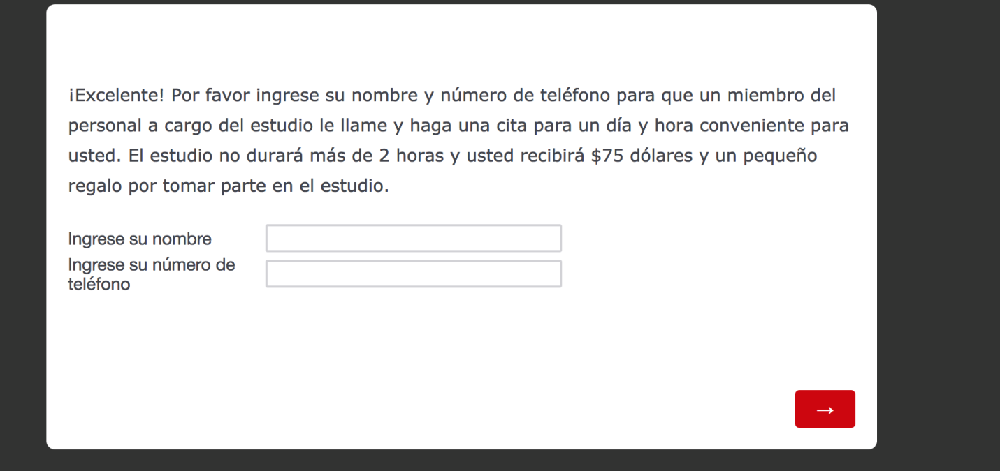 ¡Excelente! Por favor ingrese su nombre y número de teléfono para que un miembro del
personal a cargo del estudio le llame y haga una cita para un día y hora conveniente para
usted. El estudio no durará más de 2 horas y usted recibirá $75 dólares y un pequeño
regalo por tomar parte en el estudio.
Ingrese su nombre
Ingrese su número de
teléfono
→